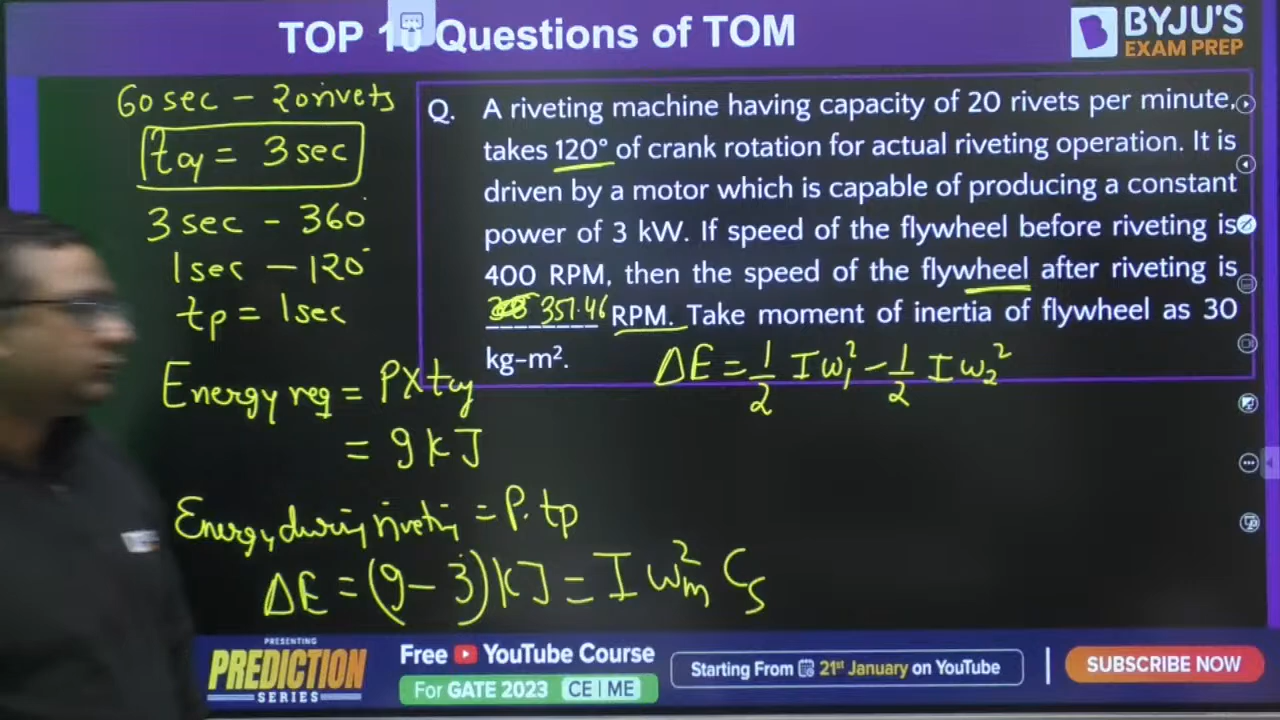 TOP 10 Questions of TOM
BYJU'S
EXAM PREP
60 sec - 20 rivets
tcy = 3 sec
3 sec - 360°
1 sec - 120°
tp = 1 sec
Energy req = P X tcy
= 9 KJ
Energy during riveting = P. tp
ΔE = (9 - 3) KJ = I ω²m Cs
Q. A riveting machine having capacity of 20 rivets per minute,
takes 120° of crank rotation for actual riveting operation. It is
driven by a motor which is capable of producing a constant
power of 3 kW. If speed of the flywheel before riveting is
400 RPM, then the speed of the flywheel after riveting is
357.46 RPM. Take moment of inertia of flywheel as 30
kg-m².
ΔE = 1/2 I ω₁² - 1/2 I ω₂²
PRESENTING
PREDICTION
SERIES
Free YouTube Course
For GATE 2023 CE | ME
Starting From 21st January on YouTube
SUBSCRIBE NOW